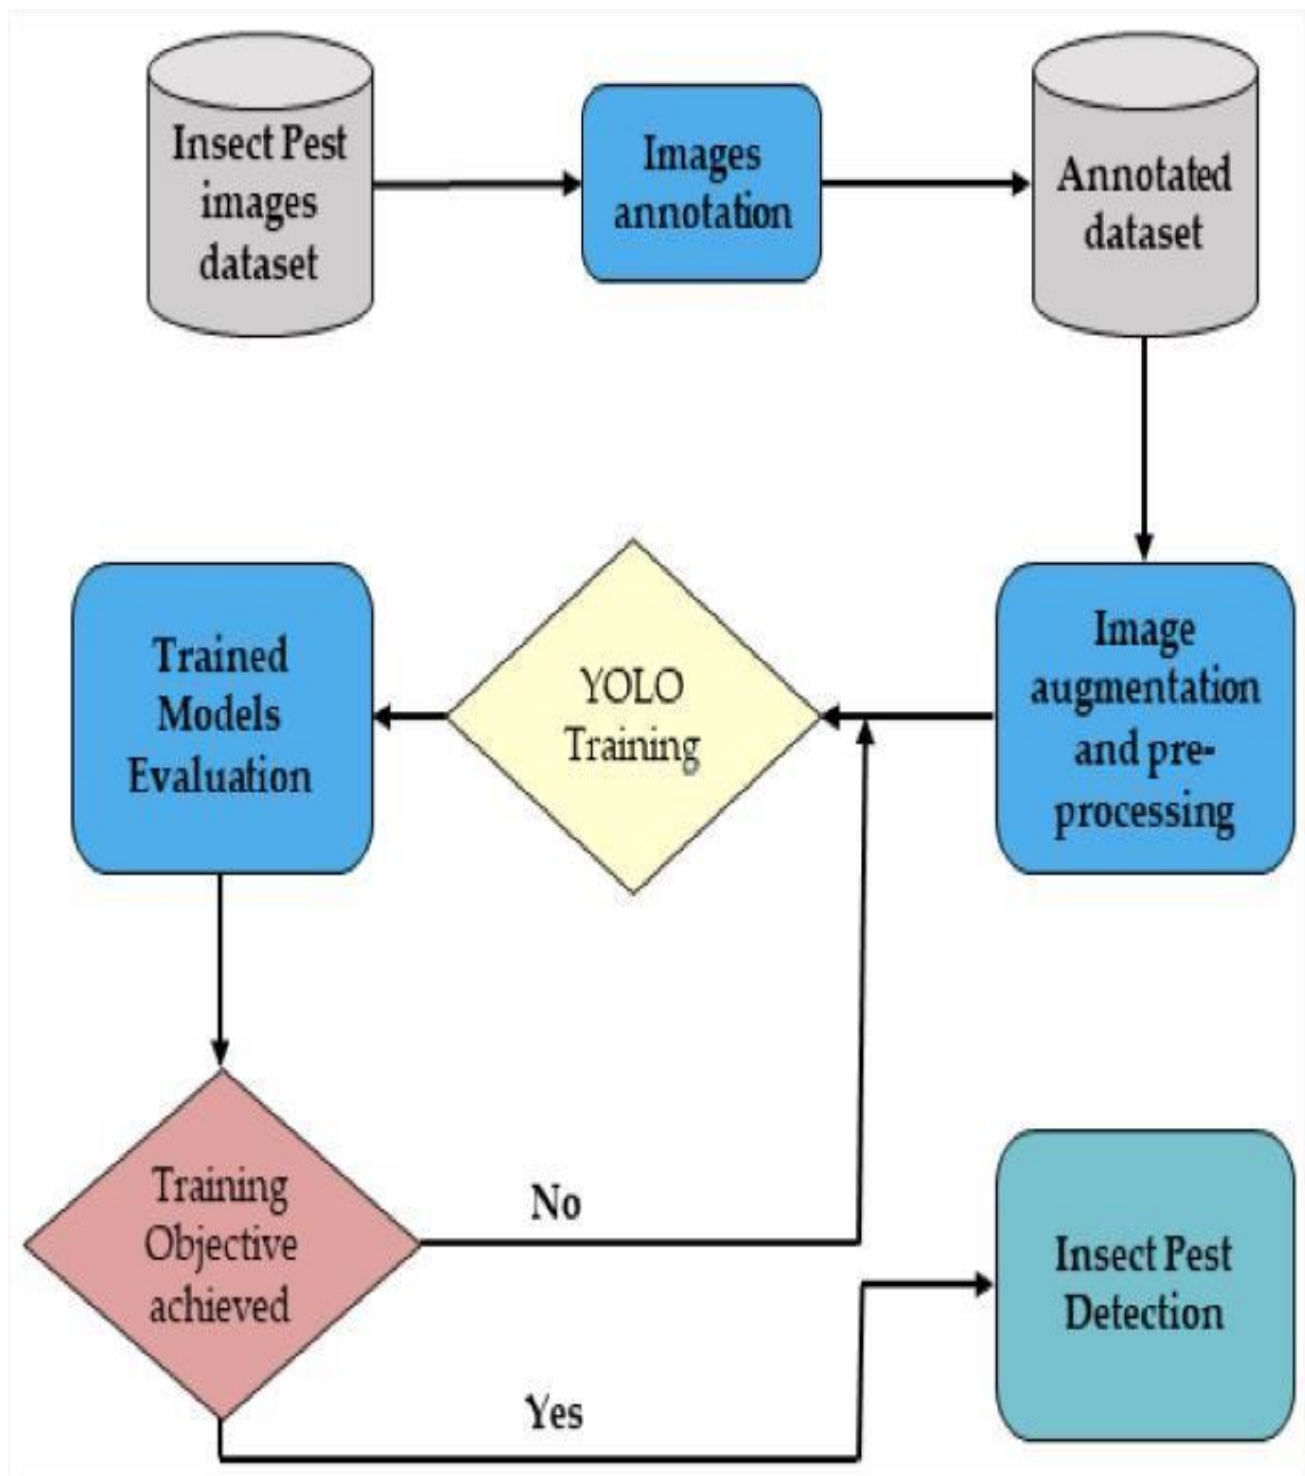 Insect Pest
images
dataset
Images
annotation
Annotated
dataset
Image
augmentation
and pre-
processing
YOLO
Training
Trained
Models
Evaluation
Training
Objective
achieved
No
Yes
Insect Pest
Detection